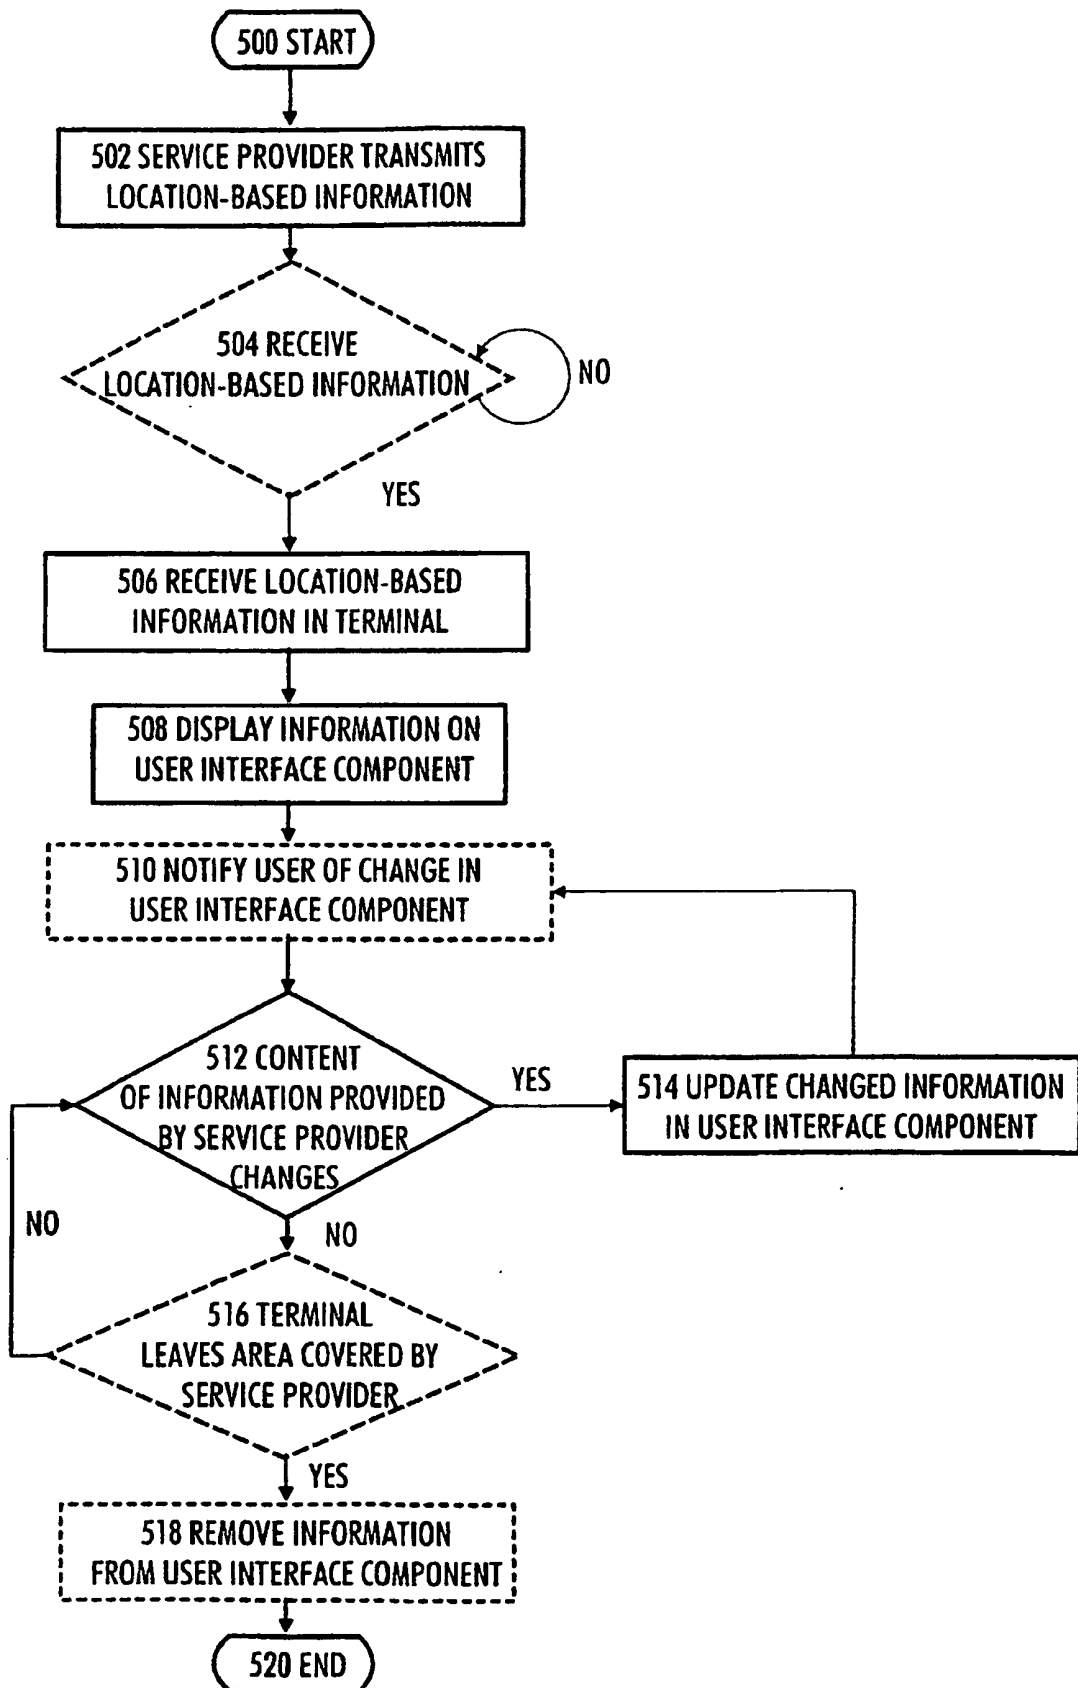 500 START
502 SERVICE PROVIDER TRANSMITS
LOCATION-BASED INFORMATION
504 RECEIVE
LOCATION-BASED INFORMATION
NO
YES
506 RECEIVE LOCATION-BASED
INFORMATION IN TERMINAL
508 DISPLAY INFORMATION ON
USER INTERFACE COMPONENT
510 NOTIFY USER OF CHANGE IN
USER INTERFACE COMPONENT
512 CONTENT
OF INFORMATION PROVIDED
BY SERVICE PROVIDER
CHANGES
YES
514 UPDATE CHANGED INFORMATION
IN USER INTERFACE COMPONENT
NO
NO
516 TERMINAL
LEAVES AREA COVERED BY
SERVICE PROVIDER
YES
518 REMOVE INFORMATION
FROM USER INTERFACE COMPONENT
520 END